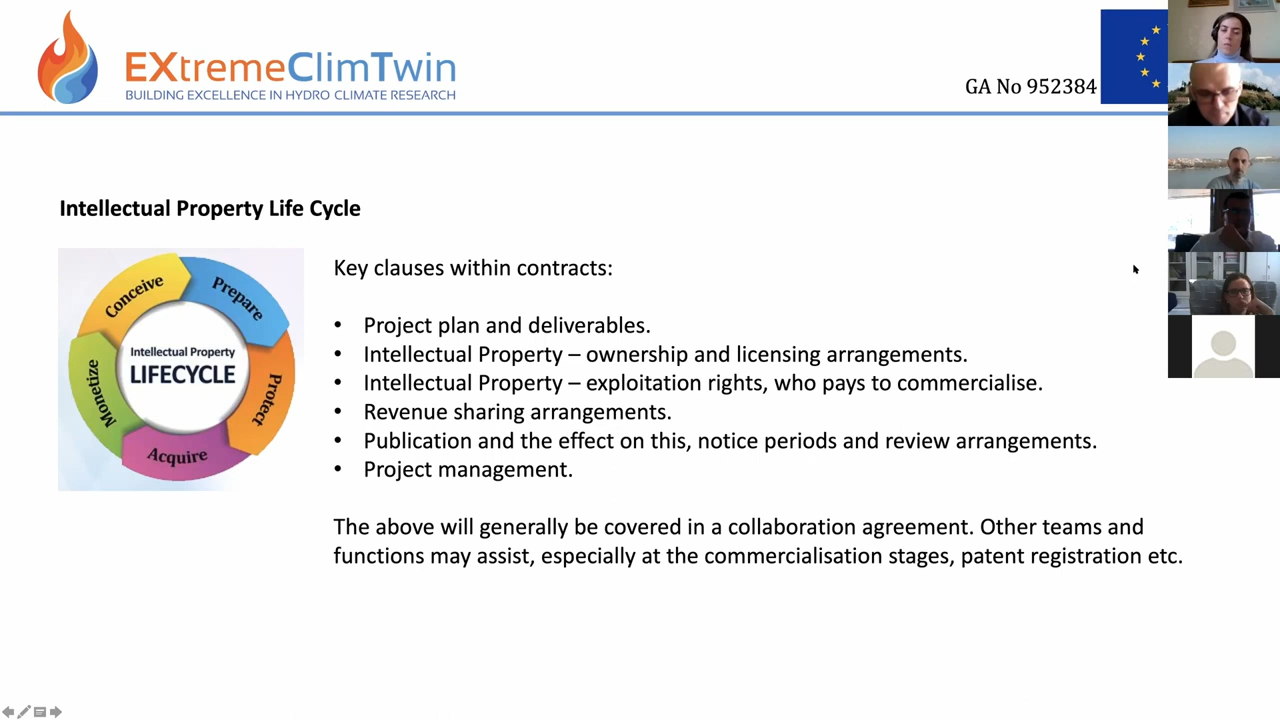 EXtremeClimTwin
BUILDING EXCELLENCE IN HYDRO CLIMATE RESEARCH
GA No 952384
Intellectual Property Life Cycle
Conceive
Prepare
Protect
Acquire
Monetize
Intellectual Property
LIFECYCLE
Key clauses within contracts:
• Project plan and deliverables.
• Intellectual Property – ownership and licensing arrangements.
• Intellectual Property – exploitation rights, who pays to commercialise.
• Revenue sharing arrangements.
• Publication and the effect on this, notice periods and review arrangements.
• Project management.
The above will generally be covered in a collaboration agreement. Other teams and
functions may assist, especially at the commercialisation stages, patent registration etc.